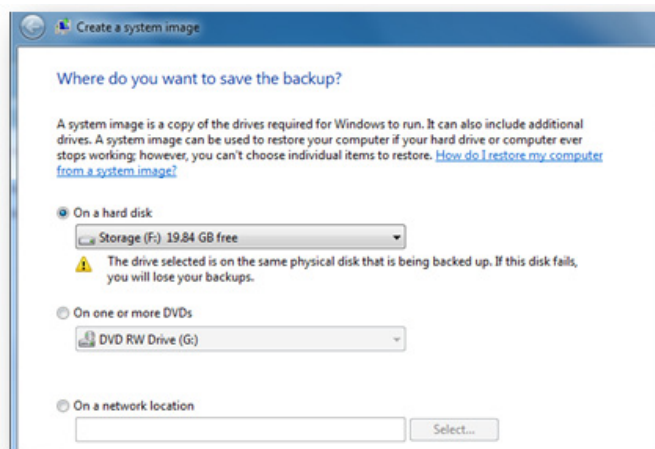 Create a system image
Where do you want to save the backup?
A system image is a copy of the drives required for Windows to run. It can also include additional
drives. A system image can be used to restore your computer if your hard drive or computer ever
stops working; however, you can't choose individual items to restore. How do I restore my computer
from a system image?
On a hard disk
Storage (F:) 19.84 GB free
The drive selected is on the same physical disk that is being backed up. If this disk fails,
you will lose your backups.
On one or more DVDs
DVD RW Drive (G:)
On a network location
Select...